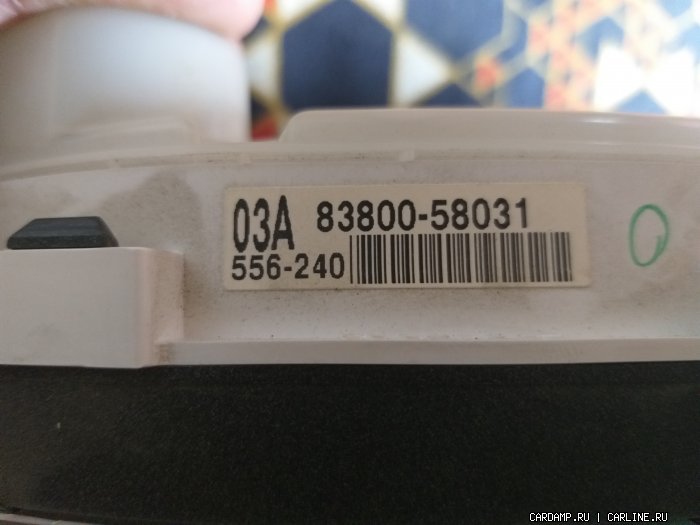 03A 83800-58031
556-240
O
CARDAMP.RU | CARLINE.RU